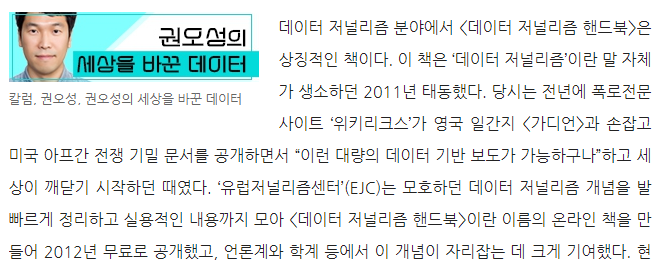 권오성의
세상을 바꾼 데이터
칼럼, 권오성, 권오성의 세상을 바꾼 데이터
데이터 저널리즘 분야에서 <데이터 저널리즘 핸드북>은
상징적인 책이다. 이 책은 ‘데이터 저널리즘’이란 말 자체
가 생소하던 2011년 태동했다. 당시는 전년에 폭로전문
사이트 ‘위키리크스’가 영국 일간지 <가디언>과 손잡고
미국 아프간 전쟁 기밀 문서를 공개하면서 “이런 대량의 데이터 기반 보도가 가능하구나”하고 세
상이 깨닫기 시작하던 때였다. ‘유럽저널리즘센터’(EJC)는 모호하던 데이터 저널리즘 개념을 발
빠르게 정리하고 실용적인 내용까지 모아 <데이터 저널리즘 핸드북>이란 이름의 온라인 책을 만
들어 2012년 무료로 공개했고, 언론계와 학계 등에서 이 개념이 자리잡는 데 크게 기여했다. 현